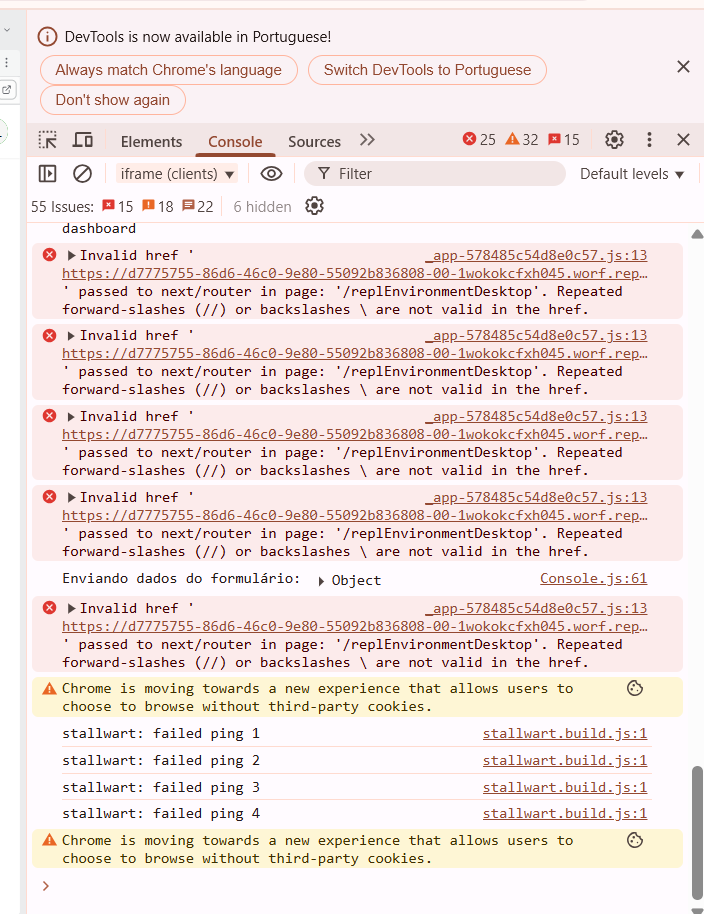 DevTools is now available in Portuguese!
Always match Chrome's language
Switch DevTools to Portuguese
Don't show again
Elements
Console
Sources
25
32
15
iframe (clients)
Filter
Default levels
55 Issues:
15
18
22
6 hidden
dashboard
Invalid href '
_app-578485c54d8e0c57.js:13
https://d7775755-86d6-46c0-9e80-55092b836808-00-1wokokcfxh045.worf.rep…
' passed to next/router in page: '/replEnvironmentDesktop'. Repeated
forward-slashes (//) or backslashes \ are not valid in the href.
Invalid href '
_app-578485c54d8e0c57.js:13
https://d7775755-86d6-46c0-9e80-55092b836808-00-1wokokcfxh045.worf.rep…
' passed to next/router in page: '/replEnvironmentDesktop'. Repeated
forward-slashes (//) or backslashes \ are not valid in the href.
Invalid href '
_app-578485c54d8e0c57.js:13
https://d7775755-86d6-46c0-9e80-55092b836808-00-1wokokcfxh045.worf.rep…
' passed to next/router in page: '/replEnvironmentDesktop'. Repeated
forward-slashes (//) or backslashes \ are not valid in the href.
Invalid href '
_app-578485c54d8e0c57.js:13
https://d7775755-86d6-46c0-9e80-55092b836808-00-1wokokcfxh045.worf.rep…
' passed to next/router in page: '/replEnvironmentDesktop'. Repeated
forward-slashes (//) or backslashes \ are not valid in the href.
Enviando dados do formulário:
Object
Console.js:61
Invalid href '
_app-578485c54d8e0c57.js:13
https://d7775755-86d6-46c0-9e80-55092b836808-00-1wokokcfxh045.worf.rep…
' passed to next/router in page: '/replEnvironmentDesktop'. Repeated
forward-slashes (//) or backslashes \ are not valid in the href.
Chrome is moving towards a new experience that allows users to
choose to browse without third-party cookies.
stallwart: failed ping 1
stallwart.build.js:1
stallwart: failed ping 2
stallwart.build.js:1
stallwart: failed ping 3
stallwart.build.js:1
stallwart: failed ping 4
stallwart.build.js:1
Chrome is moving towards a new experience that allows users to
choose to browse without third-party cookies.